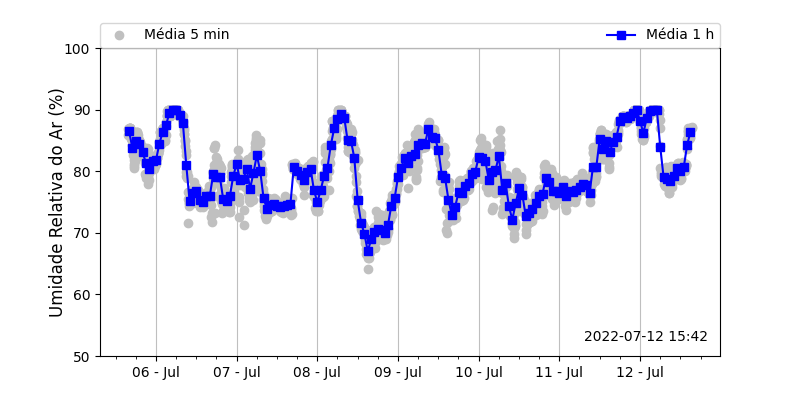 Média 5 min
Média 1 h
Umidade Relativa do Ar (%)
100
90
80
70
60
50
2022-07-12 15:42
06 - Jul
07 - Jul
08 - Jul
09 - Jul
10 - Jul
11 - Jul
12 - Jul